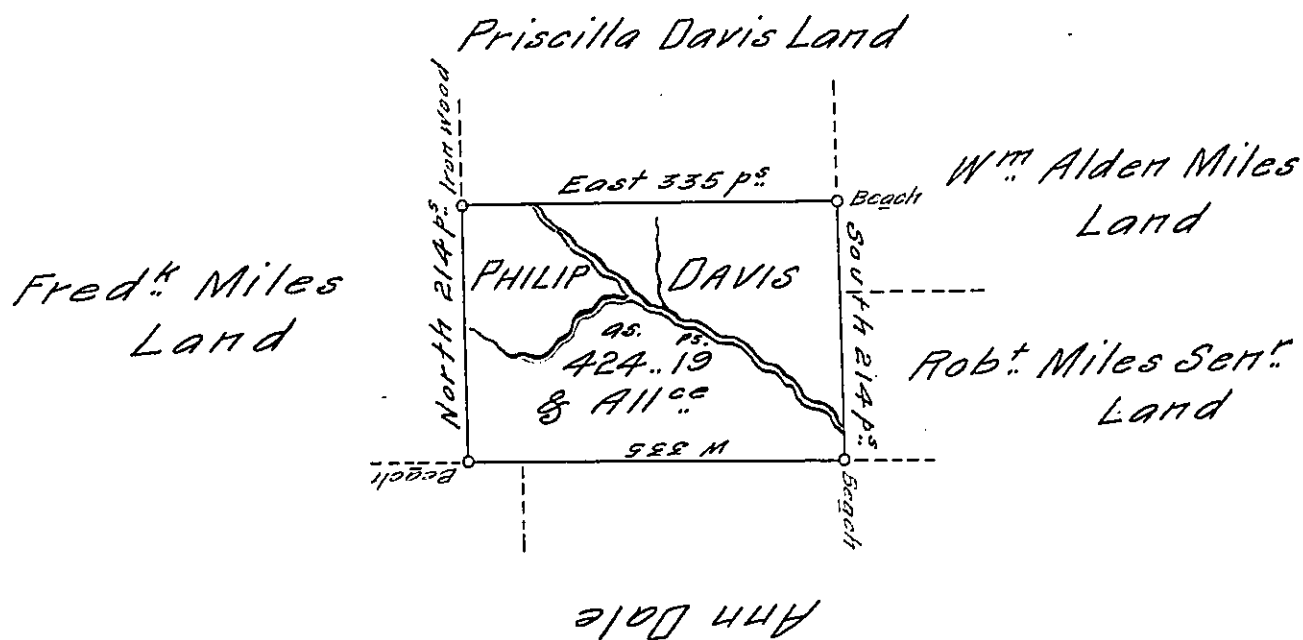 Priscilla Davis Land
Iron wood
East 335 ps
Beach
Wm Alden Miles
Land
North 214 ps
South 214 ps
Fredk Miles
Land
PHILIP DAVIS
as. ps.
424..19
& Allce
Robt Miles Senr
Land
W 335
Beach
Beach
Ann Dale